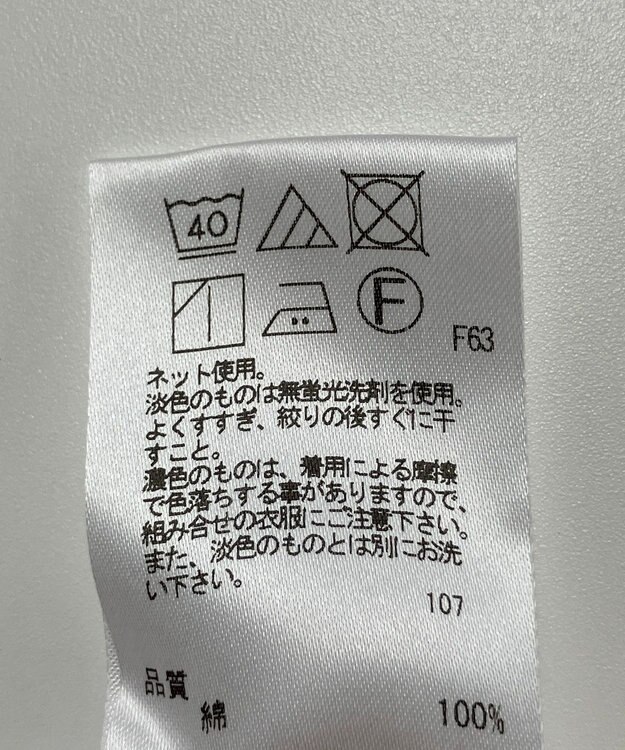 40
F
F63
ネット使用。
淡色のものは無蛍光洗剤を使用。
よくすすぎ、絞りの後すぐに干
すこと。
濃色のものは、着用による摩擦
で色落ちする事がありますので、
組み合せの衣服にご注意下さい。
また、淡色のものとは別にお洗
い下さい。
107
品質
綿 100%